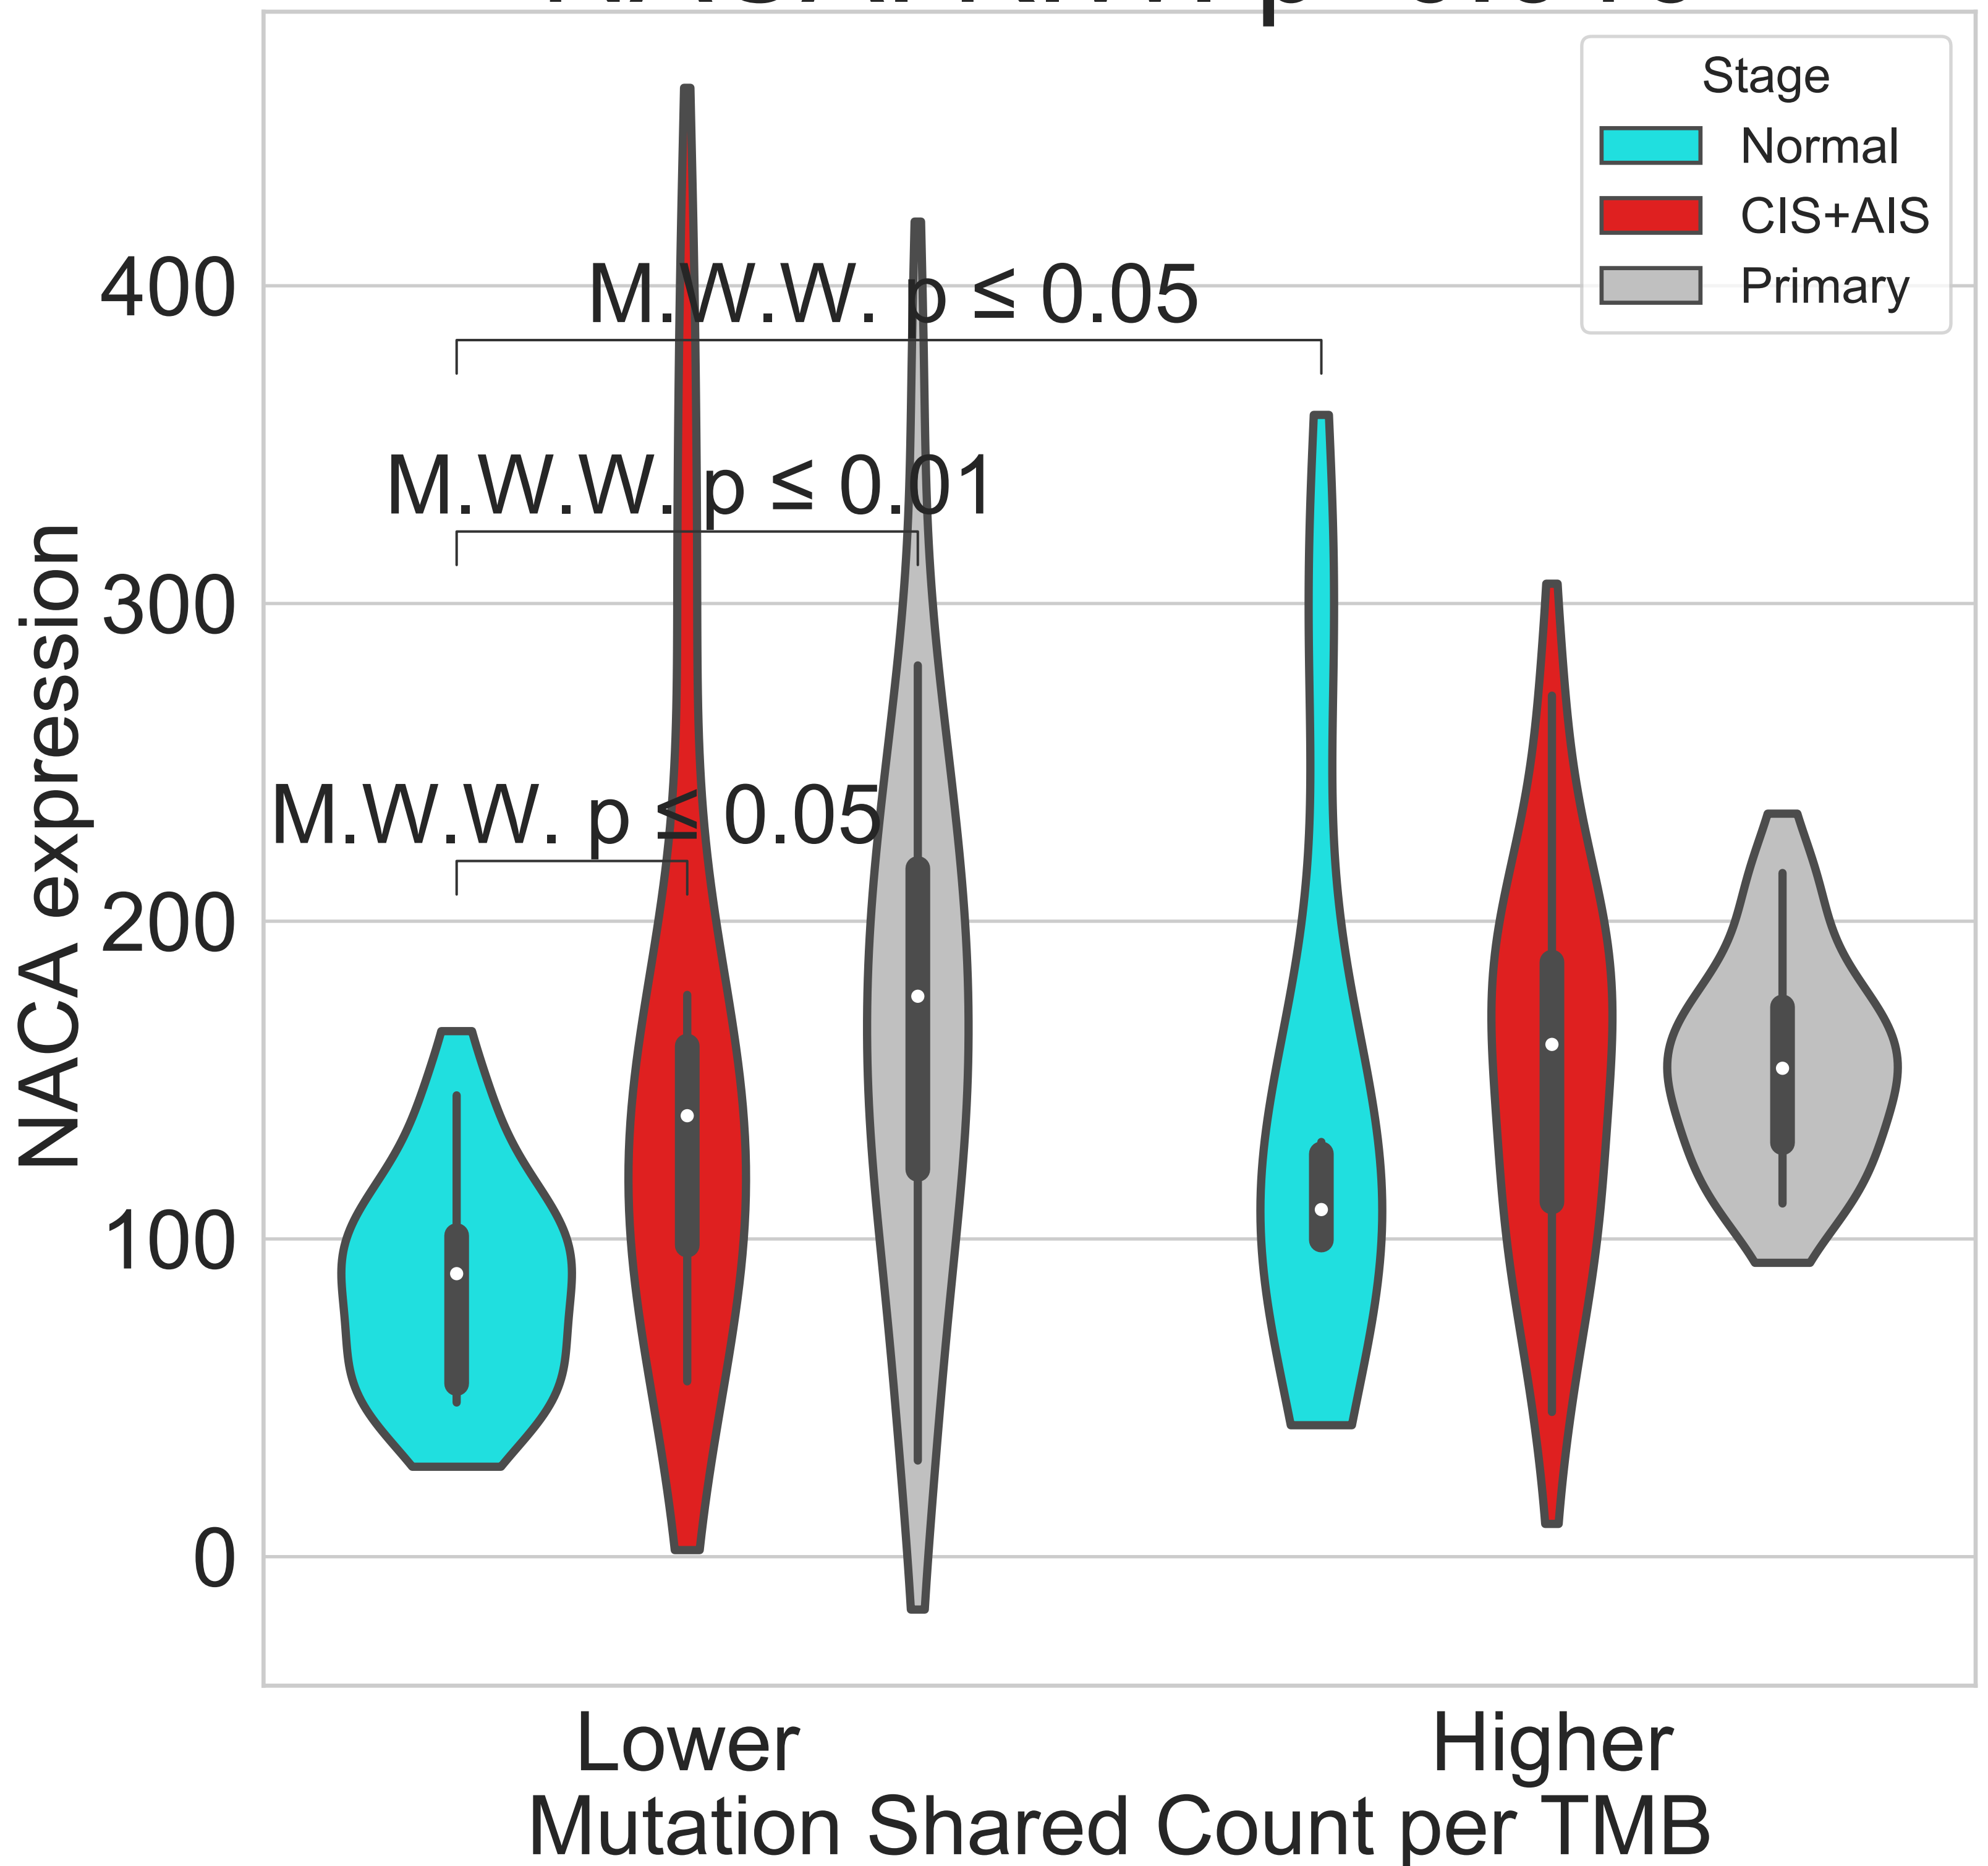 Stage
Normal
CIS+AIS
Primary
400
300
200
100
0
NACA expression
M.W.W. p ≤ 0.05
M.W.W. p ≤ 0.01
M.W.W. p ≤ 0.05
Lower
Higher
Mutation Shared Count per TMB